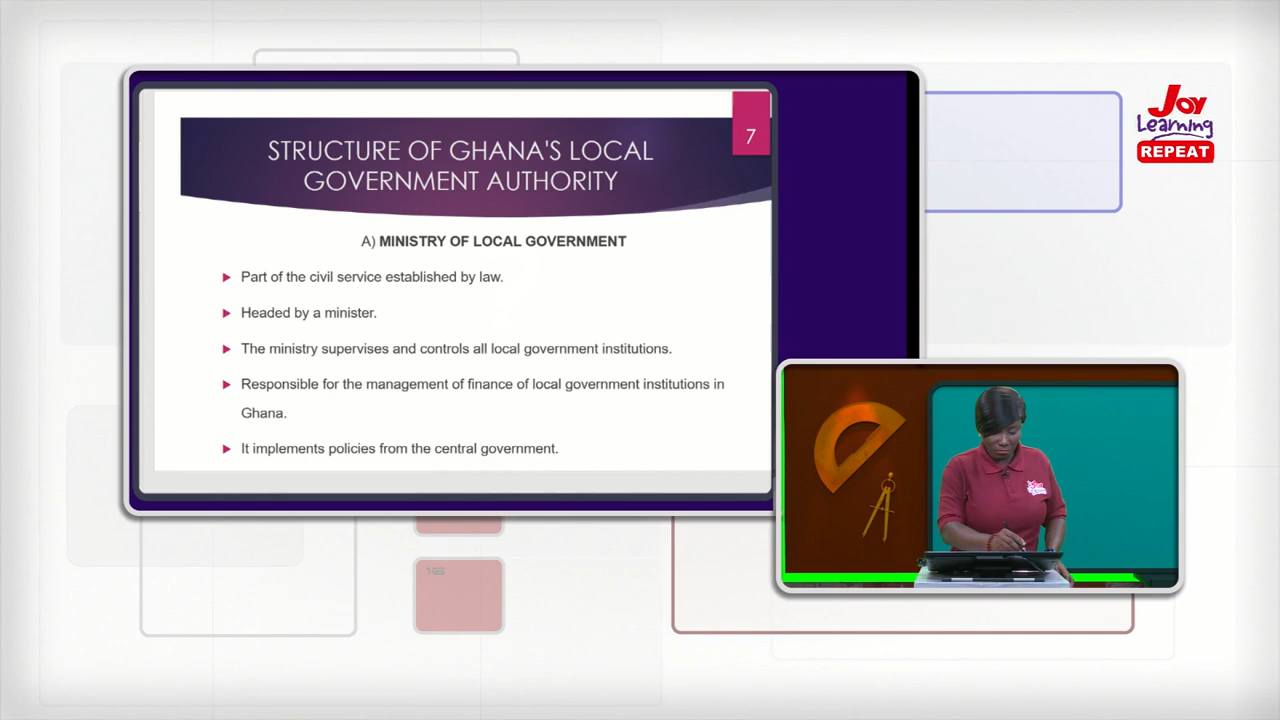 Joy
Learning
REPEAT
7
STRUCTURE OF GHANA'S LOCAL
GOVERNMENT AUTHORITY
A) MINISTRY OF LOCAL GOVERNMENT
Part of the civil service established by law.
Headed by a minister.
The ministry supervises and controls all local government institutions.
Responsible for the management of finance of local government institutions in
Ghana.
It implements policies from the central government.